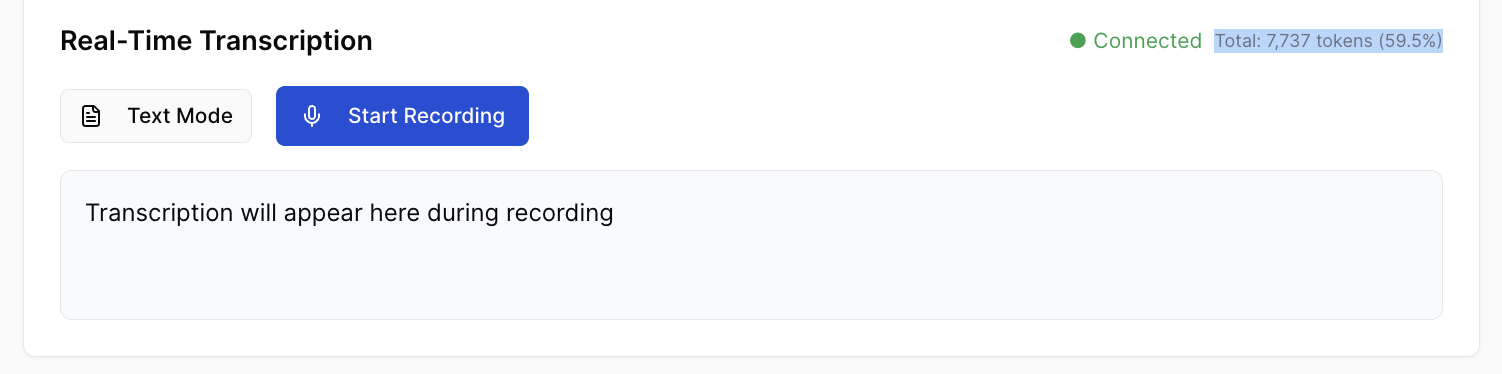 Real-Time Transcription
Connected Total: 7,737 tokens (59.5%)
Text Mode
Start Recording
Transcription will appear here during recording